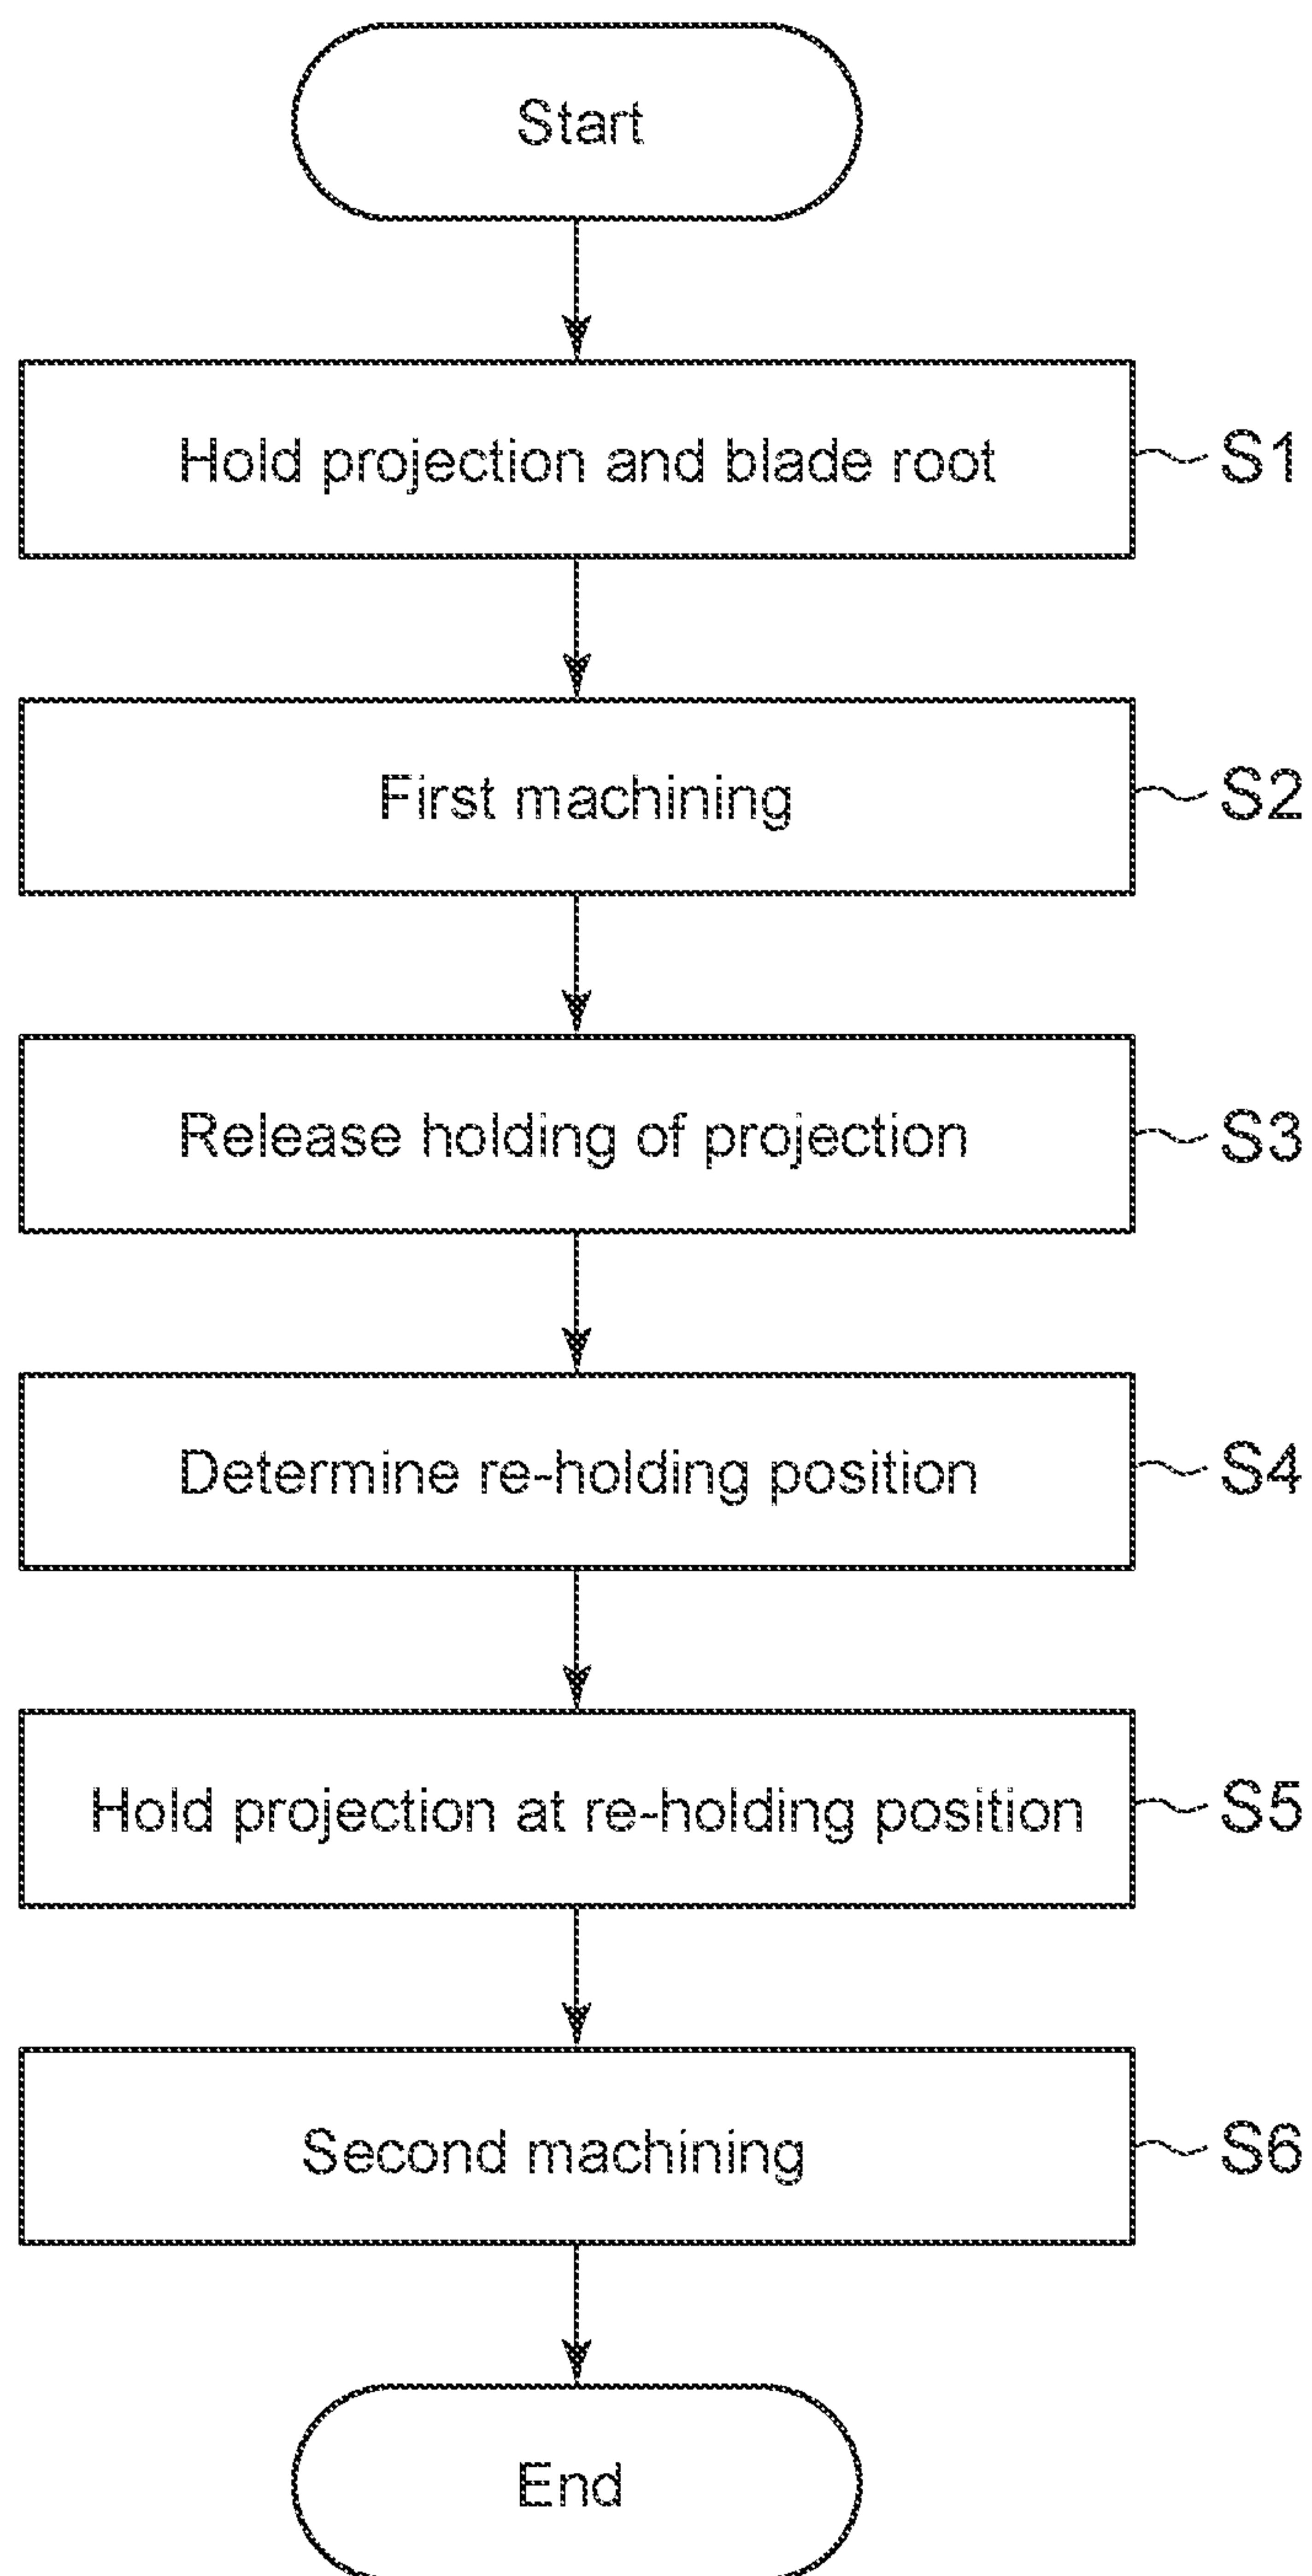 Start
Hold projection and blade root
S1
First machining
S2
Release holding of projection
S3
Determine re-holding position
S4
Hold projection at re-holding position
S5
Second machining
S6
End